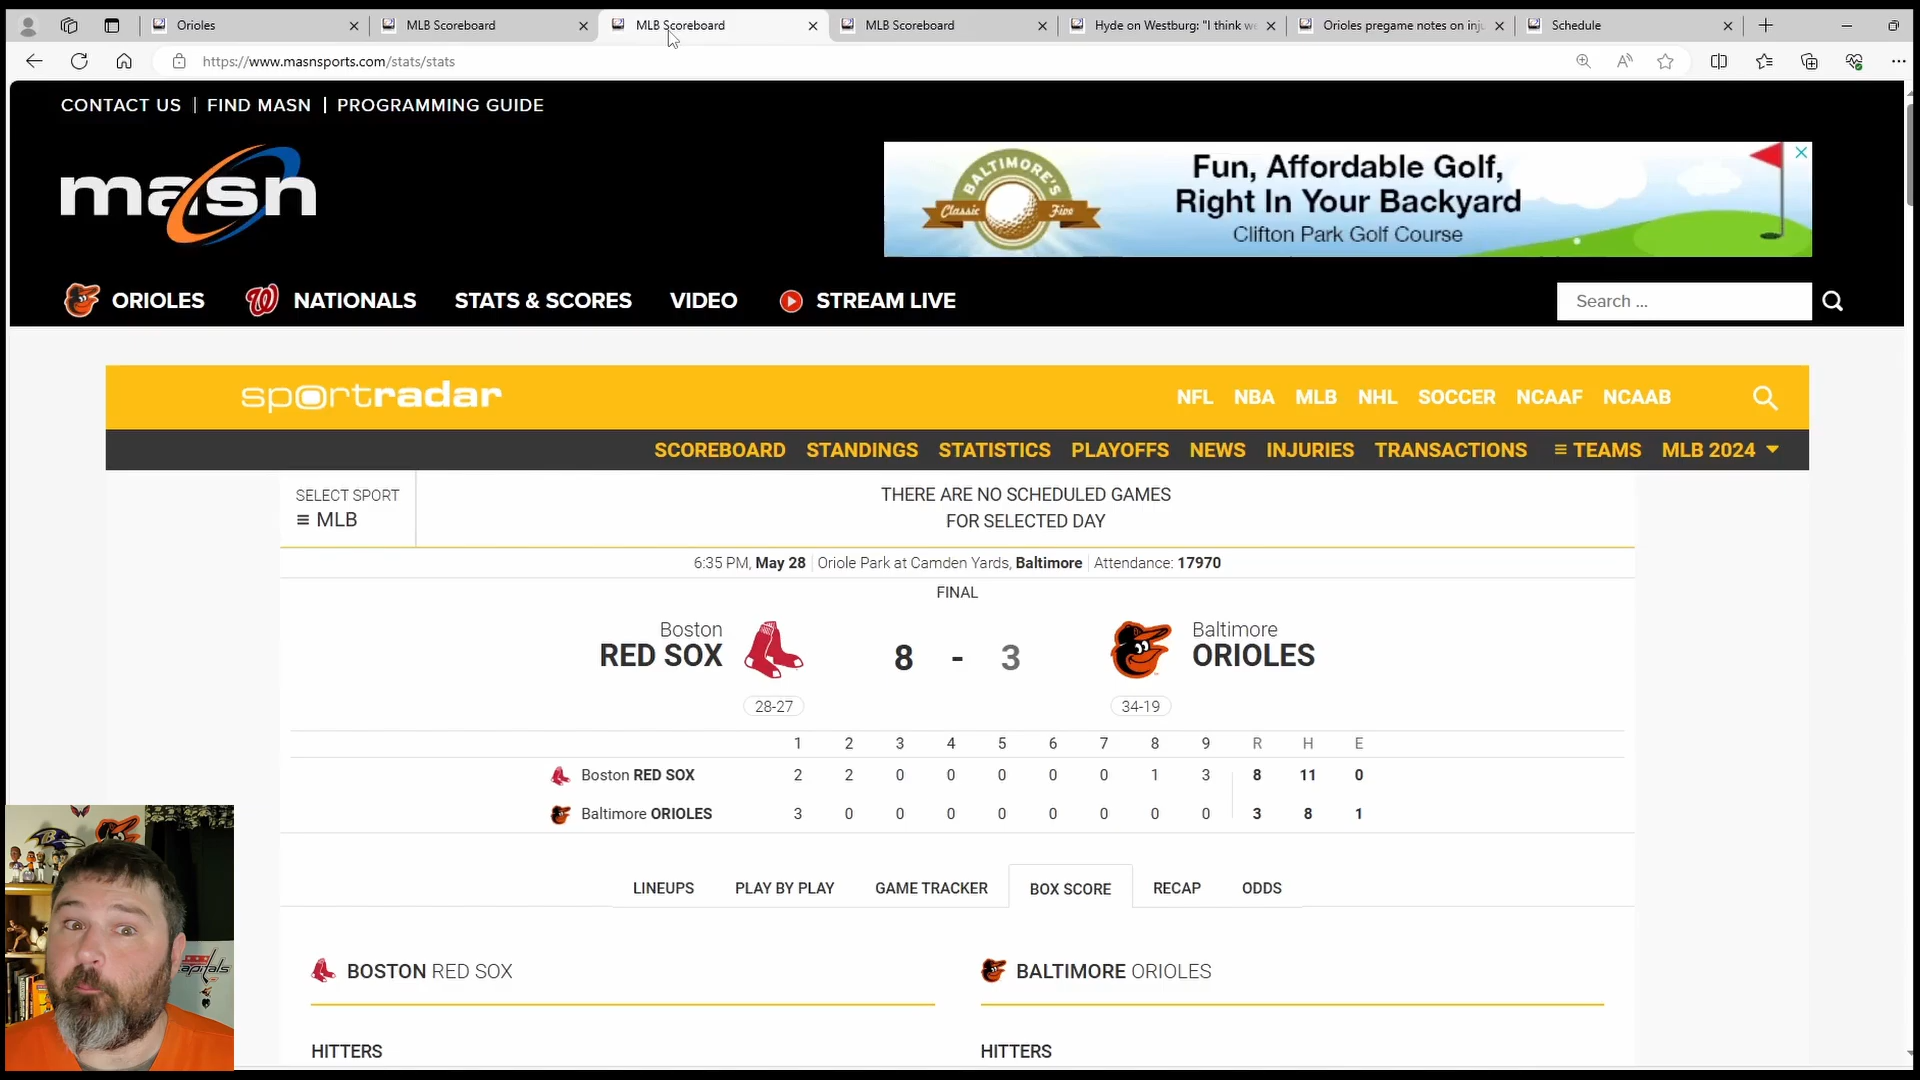 Orioles
MLB Scoreboard
MLB Scoreboard
MLB Scoreboard
Hyde on Westburg: "I think we
Orioles pregame notes on inju
Schedule
https://www.masnsports.com/stats/stats
CONTACT US | FIND MASN | PROGRAMMING GUIDE
masn
BALTIMORE'S
Classic Five
Fun, Affordable Golf,
Right In Your Backyard
Clifton Park Golf Course
ORIOLES
NATIONALS
STATS & SCORES
VIDEO
STREAM LIVE
Search ...
sportradar
NFL NBA MLB NHL SOCCER NCAAF NCAAB
SCOREBOARD STANDINGS STATISTICS PLAYOFFS NEWS INJURIES TRANSACTIONS ≡ TEAMS MLB 2024
SELECT SPORT
≡ MLB
THERE ARE NO SCHEDULED GAMES
FOR SELECTED DAY
6:35 PM, May 28 | Oriole Park at Camden Yards, Baltimore | Attendance: 17970
FINAL
Boston
RED SOX
28-27
8 - 3
Baltimore
ORIOLES
34-19
1 2 3 4 5 6 7 8 9 R H E
Boston RED SOX 2 2 0 0 0 0 0 1 3 8 11 0
Baltimore ORIOLES 3 0 0 0 0 0 0 0 0 3 8 1
LINEUPS PLAY BY PLAY GAME TRACKER BOX SCORE RECAP ODDS
BOSTON RED SOX
BALTIMORE ORIOLES
HITTERS
HITTERS
capitals